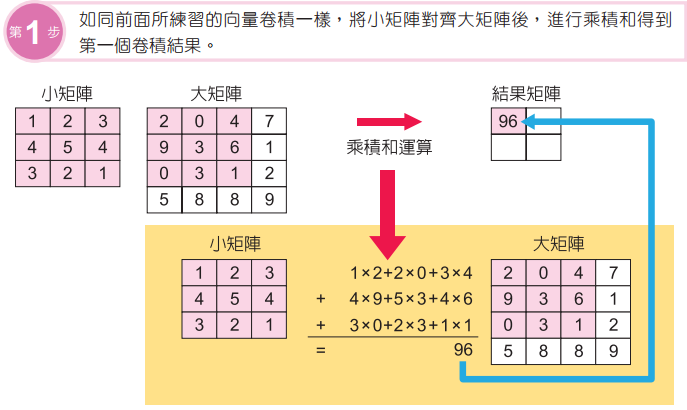 第1步
如同前面所練習的向量卷積一樣，將小矩陣對齊大矩陣後，進行乘積和得到
第一個卷積結果。
小矩陣
1 2 3
4 5 4
3 2 1
大矩陣
2 0 4 7
9 3 6 1
0 3 1 2
5 8 8 9
乘積和運算
結果矩陣
96
小矩陣
1 2 3
4 5 4
3 2 1
1×2+2×0+3×4
+ 4×9+5×3+4×6
+ 3×0+2×3+1×1
= 96
大矩陣
2 0 4 7
9 3 6 1
0 3 1 2
5 8 8 9